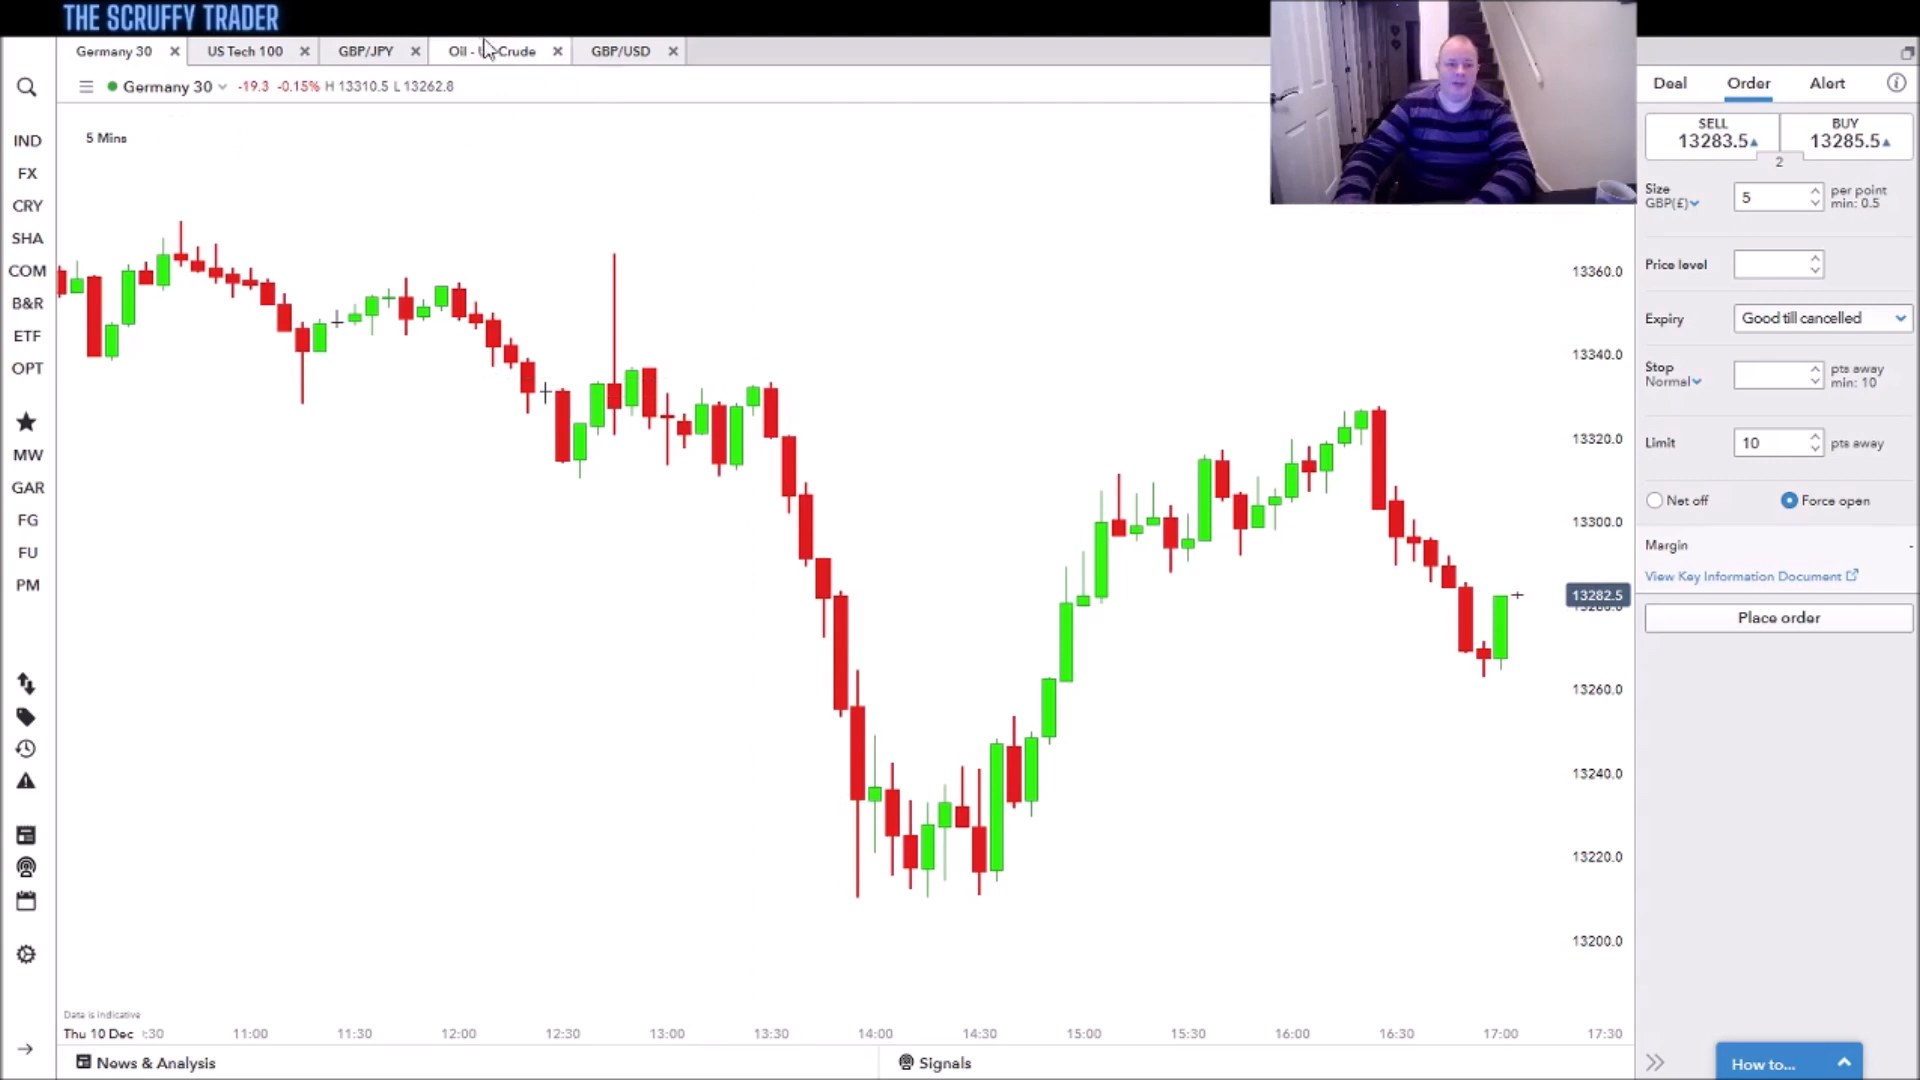 THE SCRUFFY TRADER
Germany 30
US Tech 100
GBP/JPY
Oil - Crude
GBP/USD
Germany 30 -19.3 -0.15% H 13310.5 L 13262.8
5 Mins
IND
FX
CRY
SHA
COM
B&R
ETF
OPT
MW
GAR
FG
FU
PM
13360.0
13340.0
13320.0
13300.0
13282.5
13260.0
13240.0
13220.0
13200.0
Data is indicative
Thu 10 Dec :30 11:00 11:30 12:00 12:30 13:00 13:30 14:00 14:30 15:00 15:30 16:00 16:30 17:00 17:30
News & Analysis
Signals
Deal Order Alert
SELL BUY
13283.5 13285.5
2
Size
GBP(£)
5
per point
min: 0.5
Price level
Expiry Good till cancelled
Stop
Normal
pts away
min: 10
Limit 10 pts away
Net off Force open
Margin -
View Key Information Document
Place order
How to...